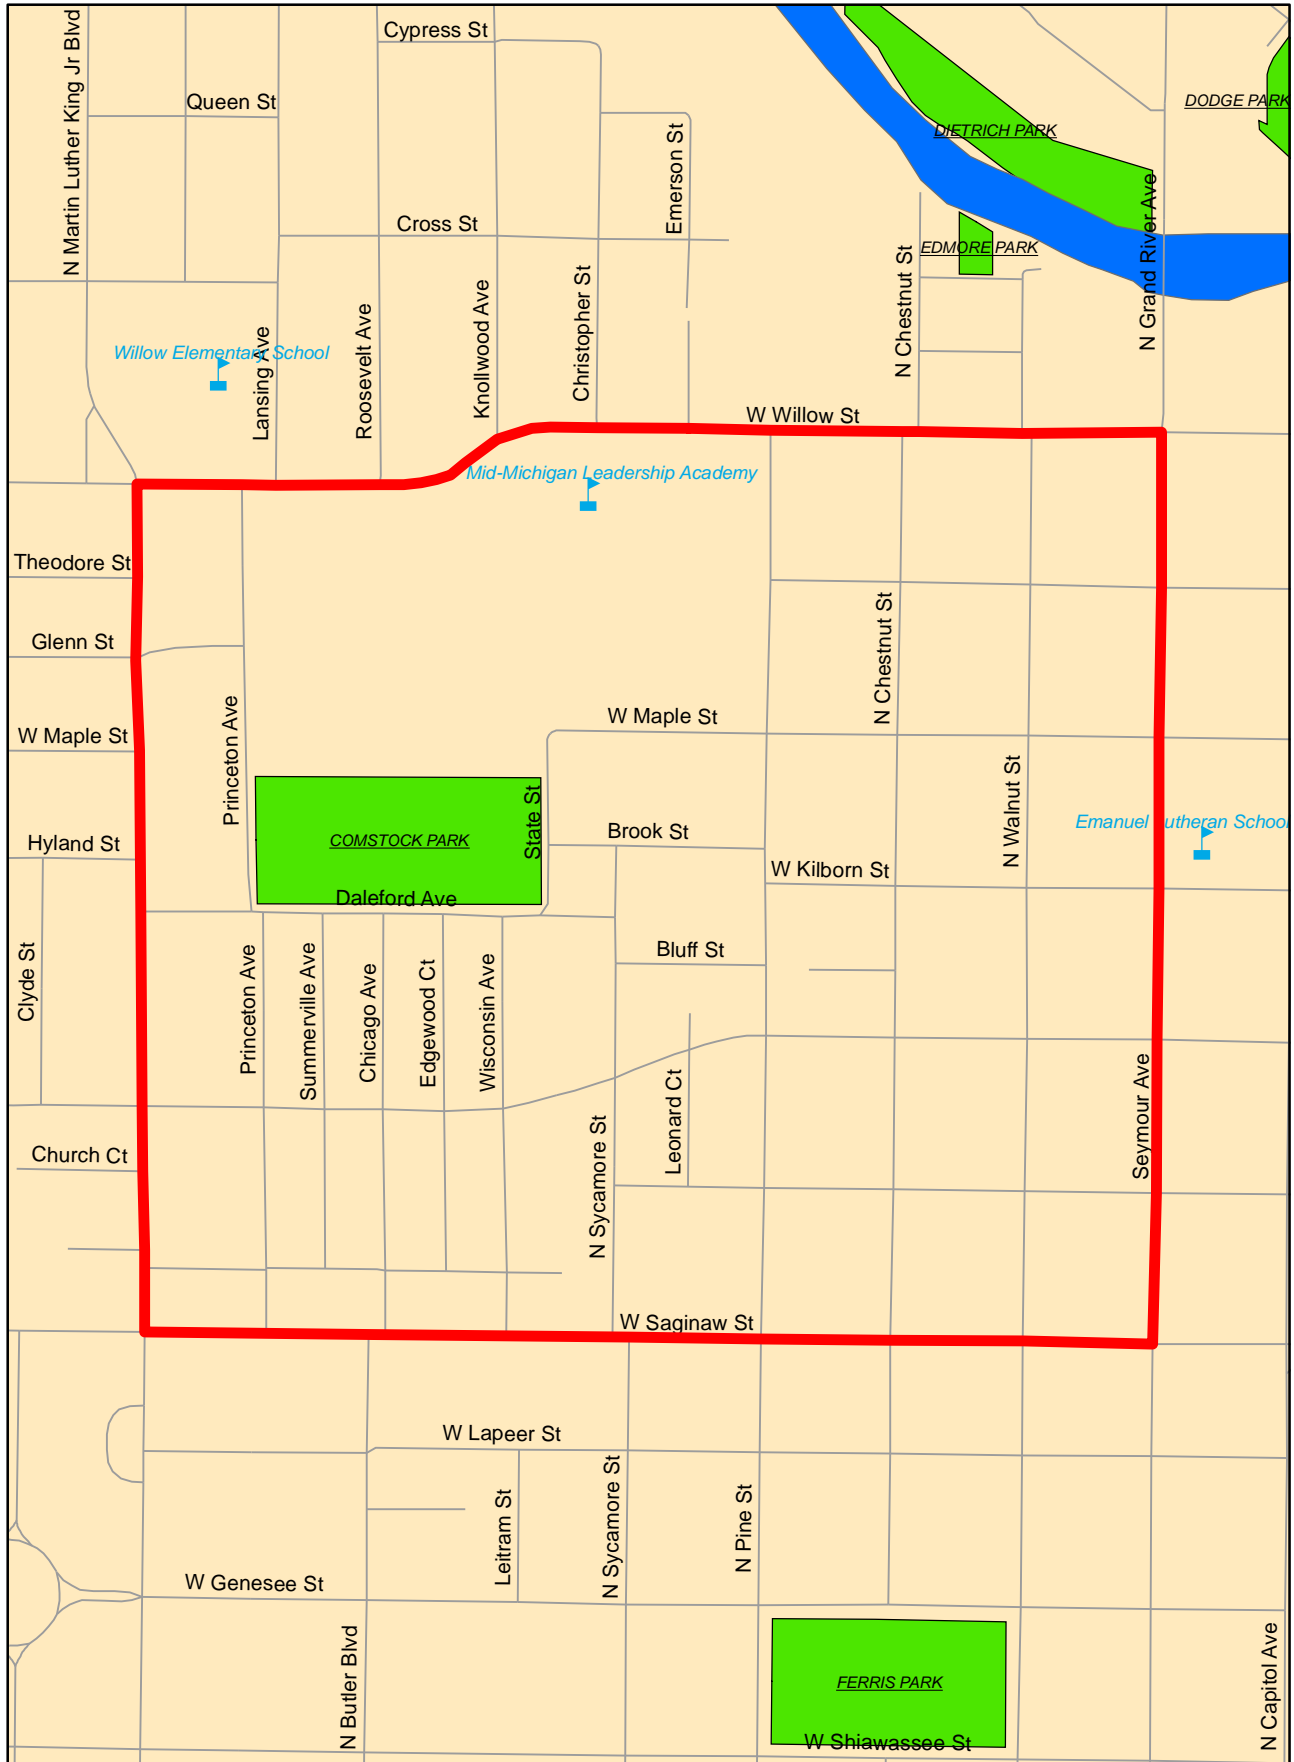 Cypress St
N Martin Luther King Jr Blvd
Queen St
DODGE PARK
DIETRICH PARK
Emerson St
Cross St
N Grand River Ave
EDMORE PARK
N Chestnut St
Christopher St
Knollwood Ave
Roosevelt Ave
Lansing Ave
Willow Elementary School
W Willow St
Mid-Michigan Leadership Academy
Theodore St
Glenn St
N Chestnut St
Princeton Ave
W Maple St
W Maple St
N Walnut St
State St
COMSTOCK PARK
Brook St
Emanuel Lutheran School
Hyland St
W Kilborn St
Daleford Ave
Clyde St
Princeton Ave
Summerville Ave
Chicago Ave
Edgewood Ct
Wisconsin Ave
Bluff St
Leonard Ct
Seymour Ave
Church Ct
N Sycamore St
W Saginaw St
W Lapeer St
Leitram St
N Sycamore St
N Pine St
W Genesee St
N Butler Blvd
FERRIS PARK
N Capitol Ave
W Shiawassee St